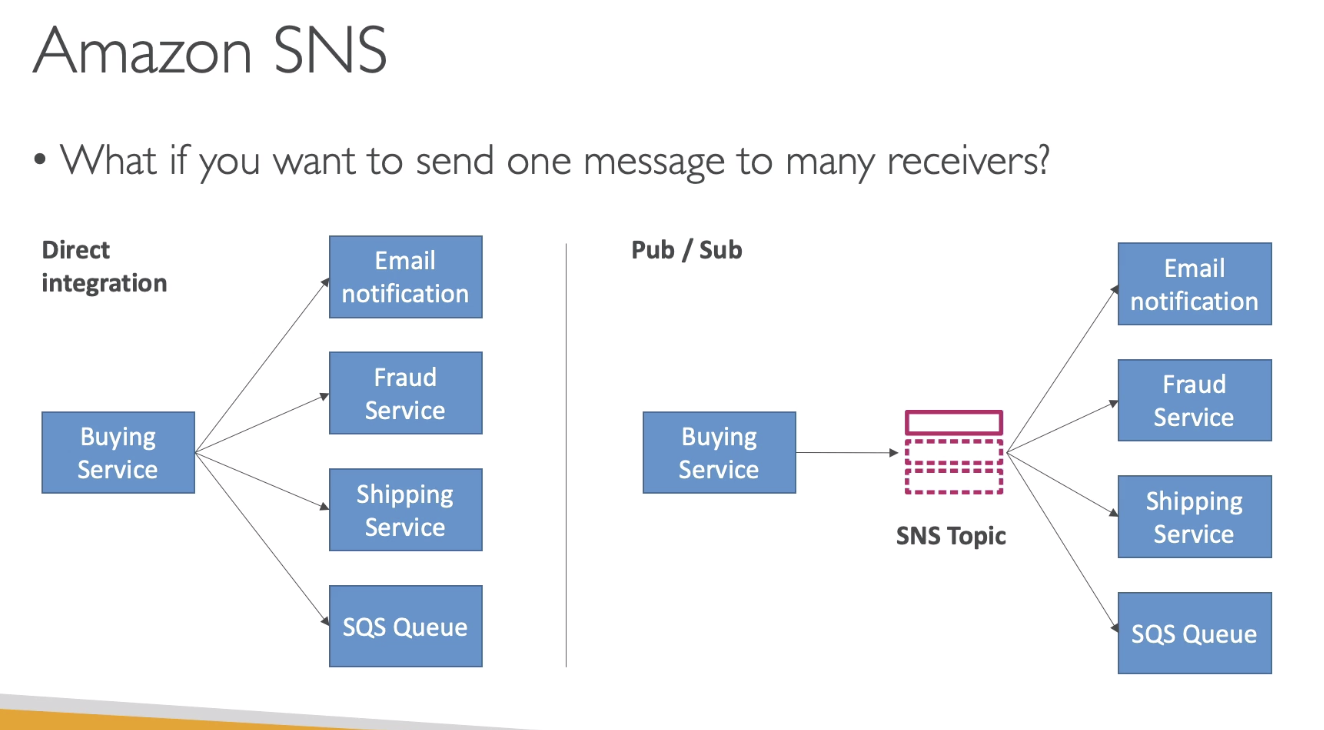 Amazon SNS
• What if you want to send one message to many receivers?
Direct
integration
Email
notification
Fraud
Service
Buying
Service
Shipping
Service
SQS Queue
Pub / Sub
Email
notification
Fraud
Service
Buying
Service
SNS Topic
Shipping
Service
SQS Queue